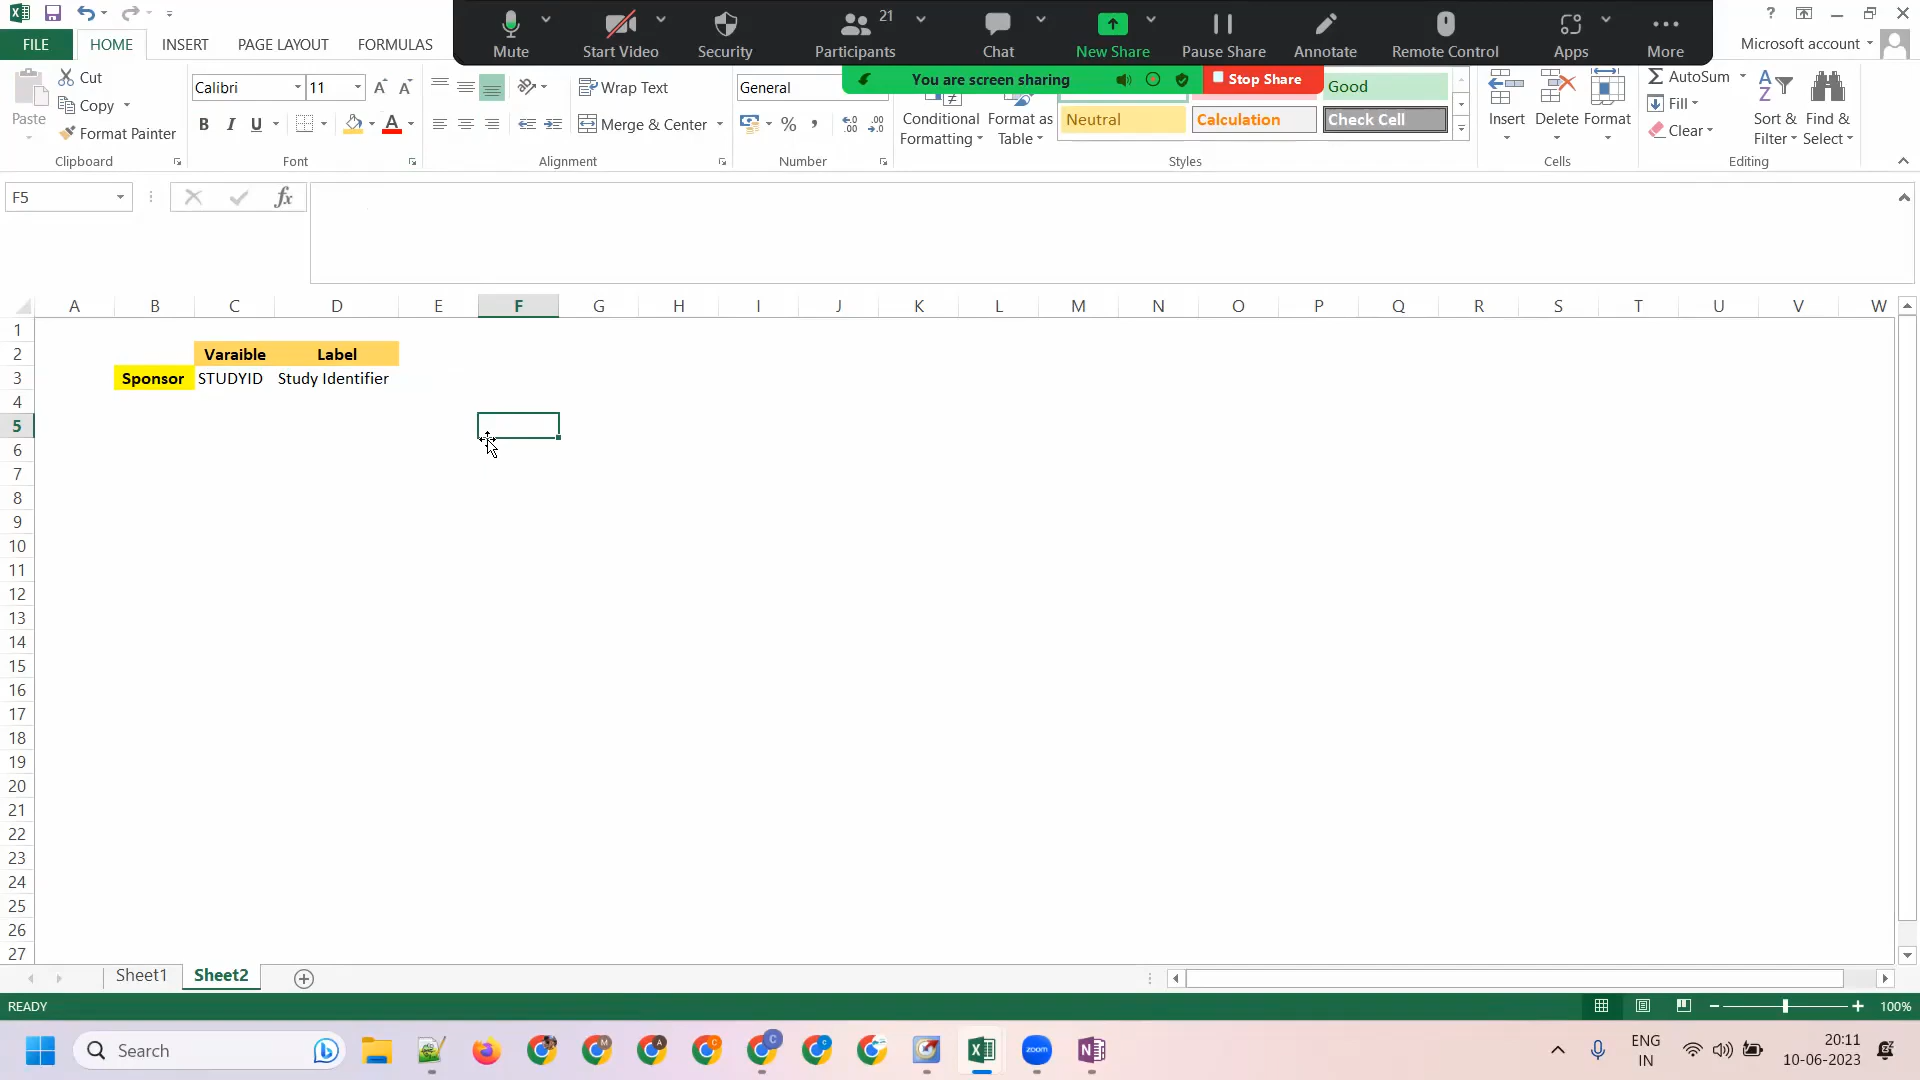 21
Mute
Start Video
Security
Participants
Chat
New Share
Pause Share
Annotate
Remote Control
Apps
More
FILE
HOME
INSERT
PAGE LAYOUT
FORMULAS
Microsoft account
You are screen sharing
Stop Share
Cut
Copy
Paste
Format Painter
Clipboard
Calibri
11
B I U
Font
Wrap Text
Merge & Center
Alignment
General
Number
Conditional Formatting
Format as Table
Good
Neutral
Calculation
Check Cell
Styles
Insert
Delete
Format
Cells
AutoSum
Fill
Clear
Sort & Filter
Find & Select
Editing
F5
fx
A B C D E F G H I J K L M N O P Q R S T U V W
1
2 Varaible Label
3 Sponsor STUDYID Study Identifier
4
5
6
7
8
9
10
11
12
13
14
15
16
17
18
19
20
21
22
23
24
25
26
27
Sheet1
Sheet2
READY
100%
Search
M
A
C
C
c
zoom
ENG
IN
20:11
10-06-2023